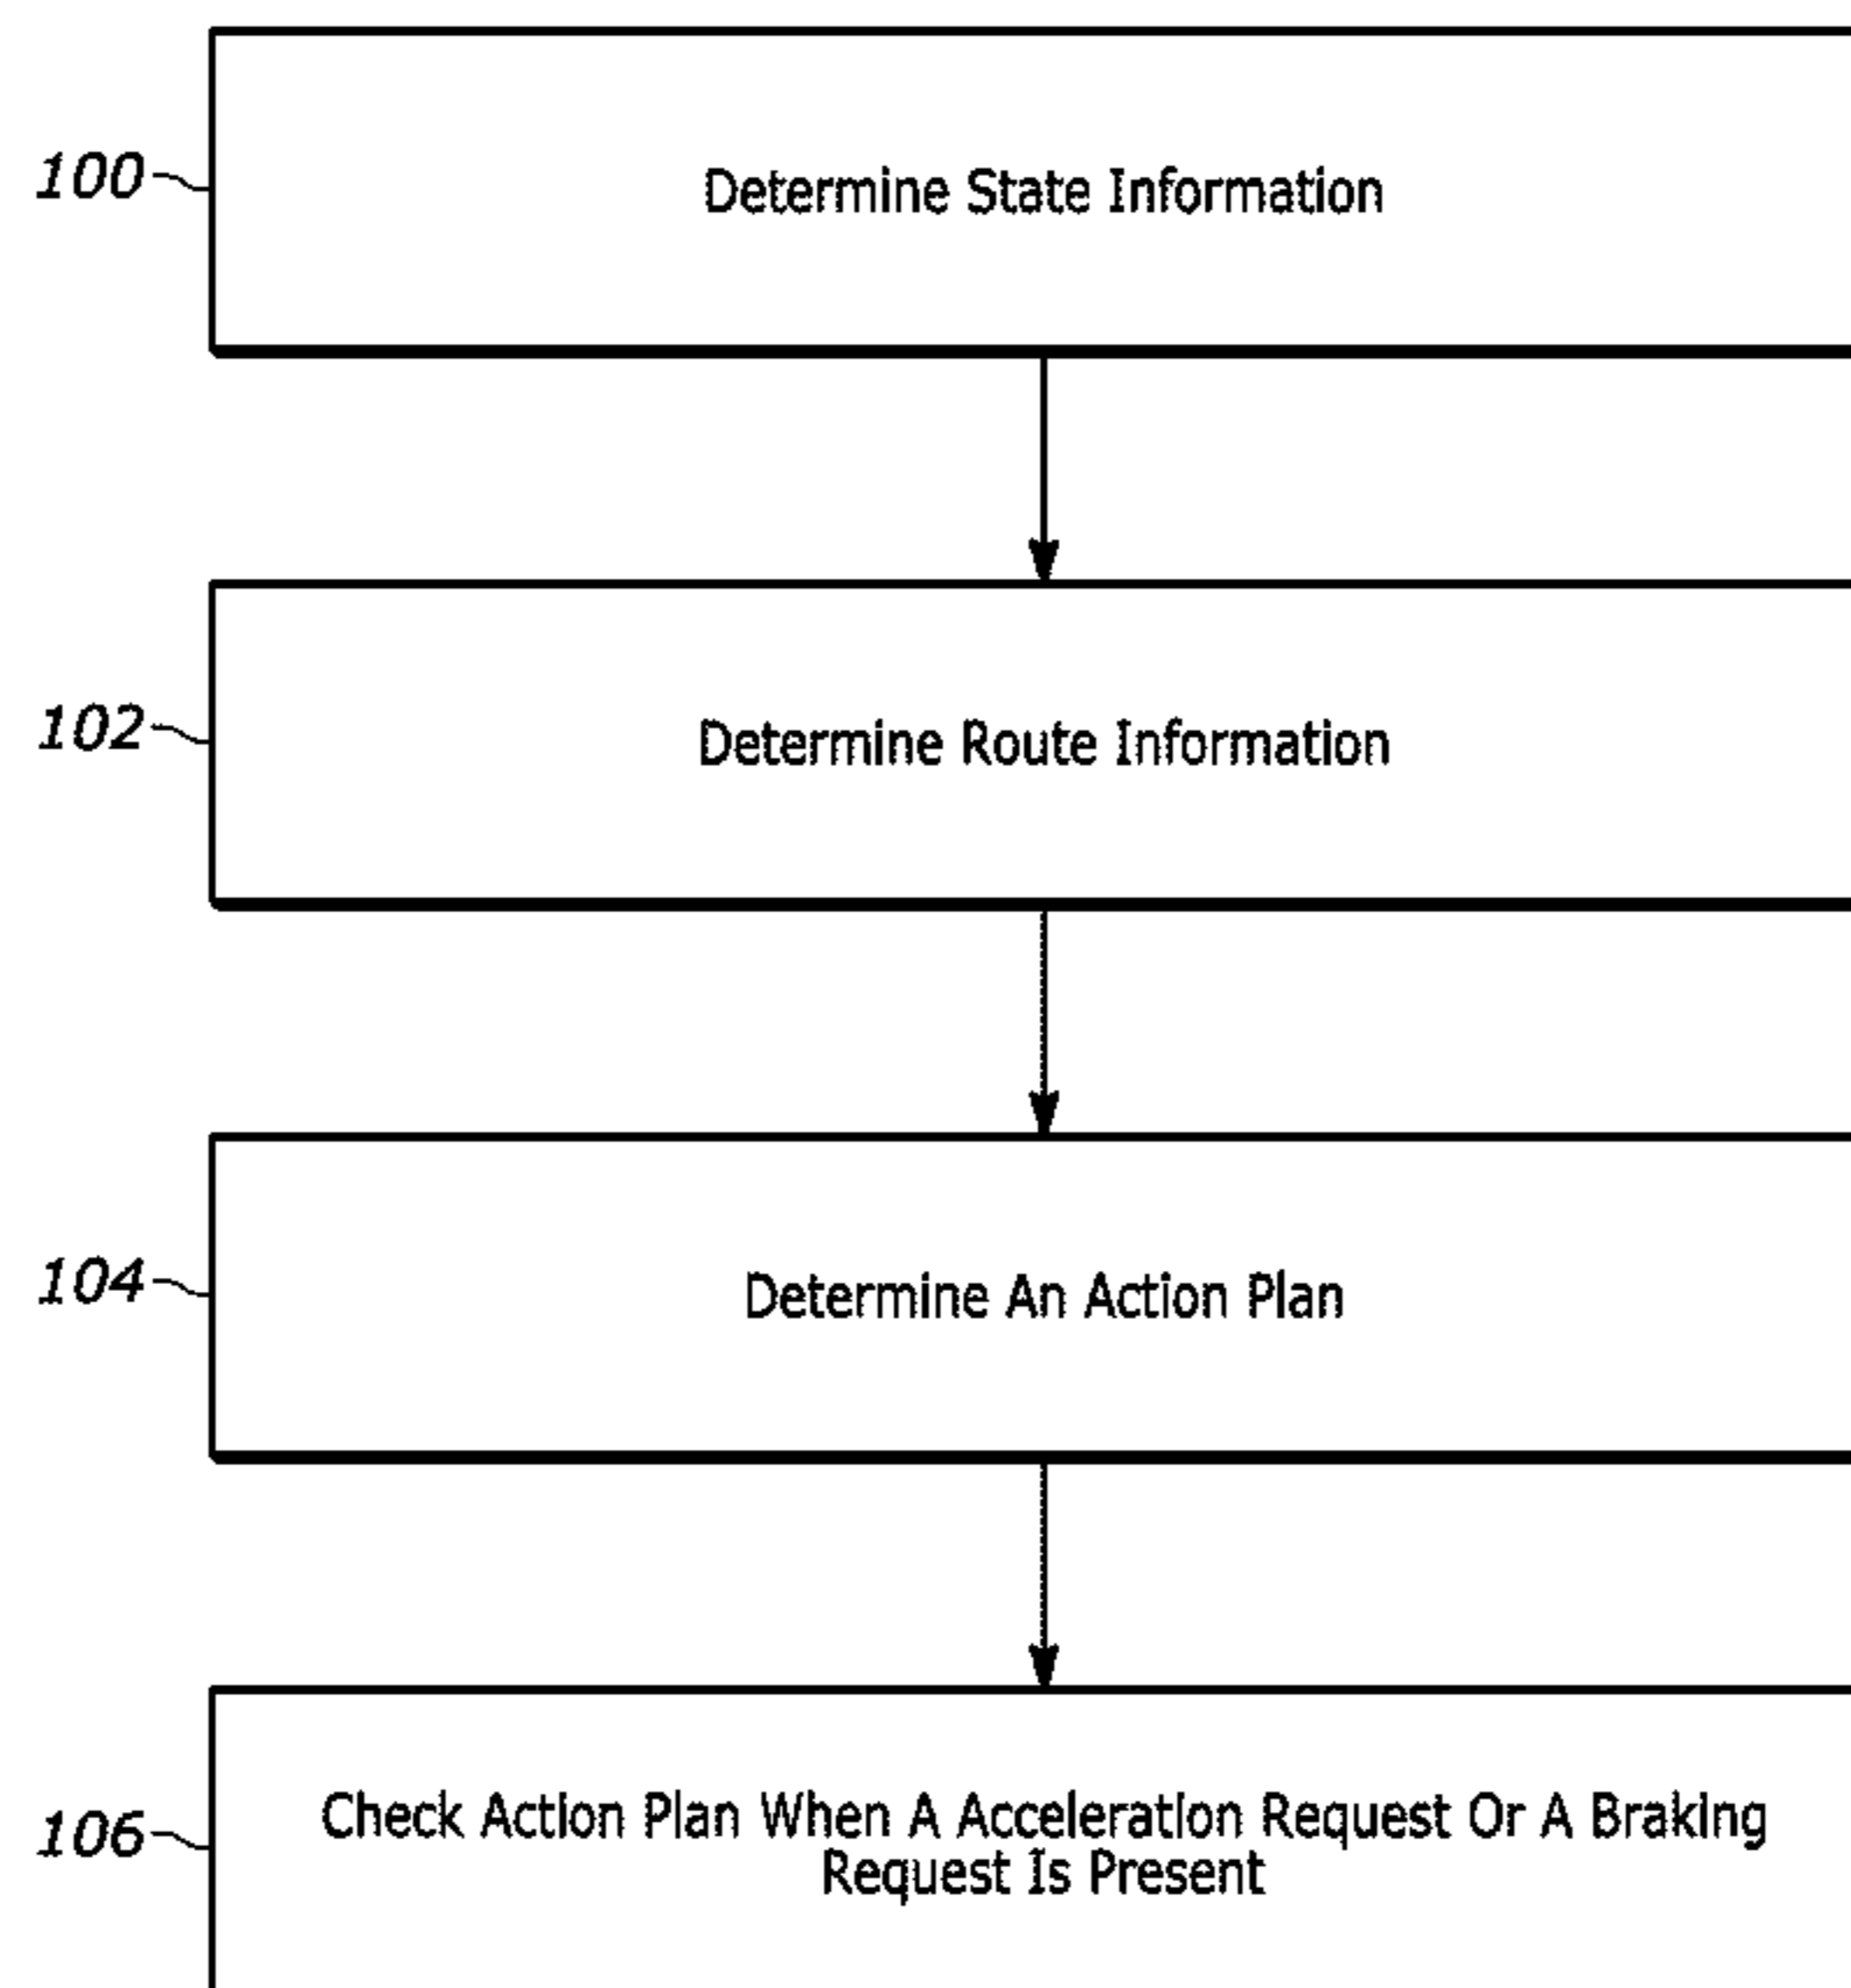 100
Determine State Information
102
Determine Route Information
104
Determine An Action Plan
106
Check Action Plan When A Acceleration Request Or A Braking
Request Is Present